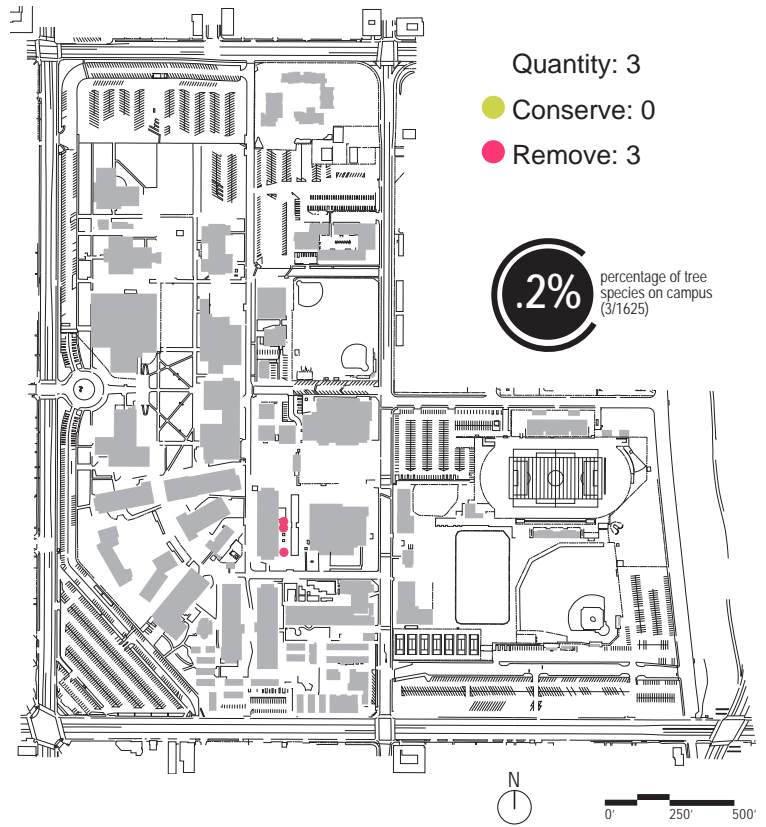 Quantity: 3
Conserve: 0
Remove: 3
.2%
percentage of tree
species on campus
(3/1625)
N
0' 250' 500'